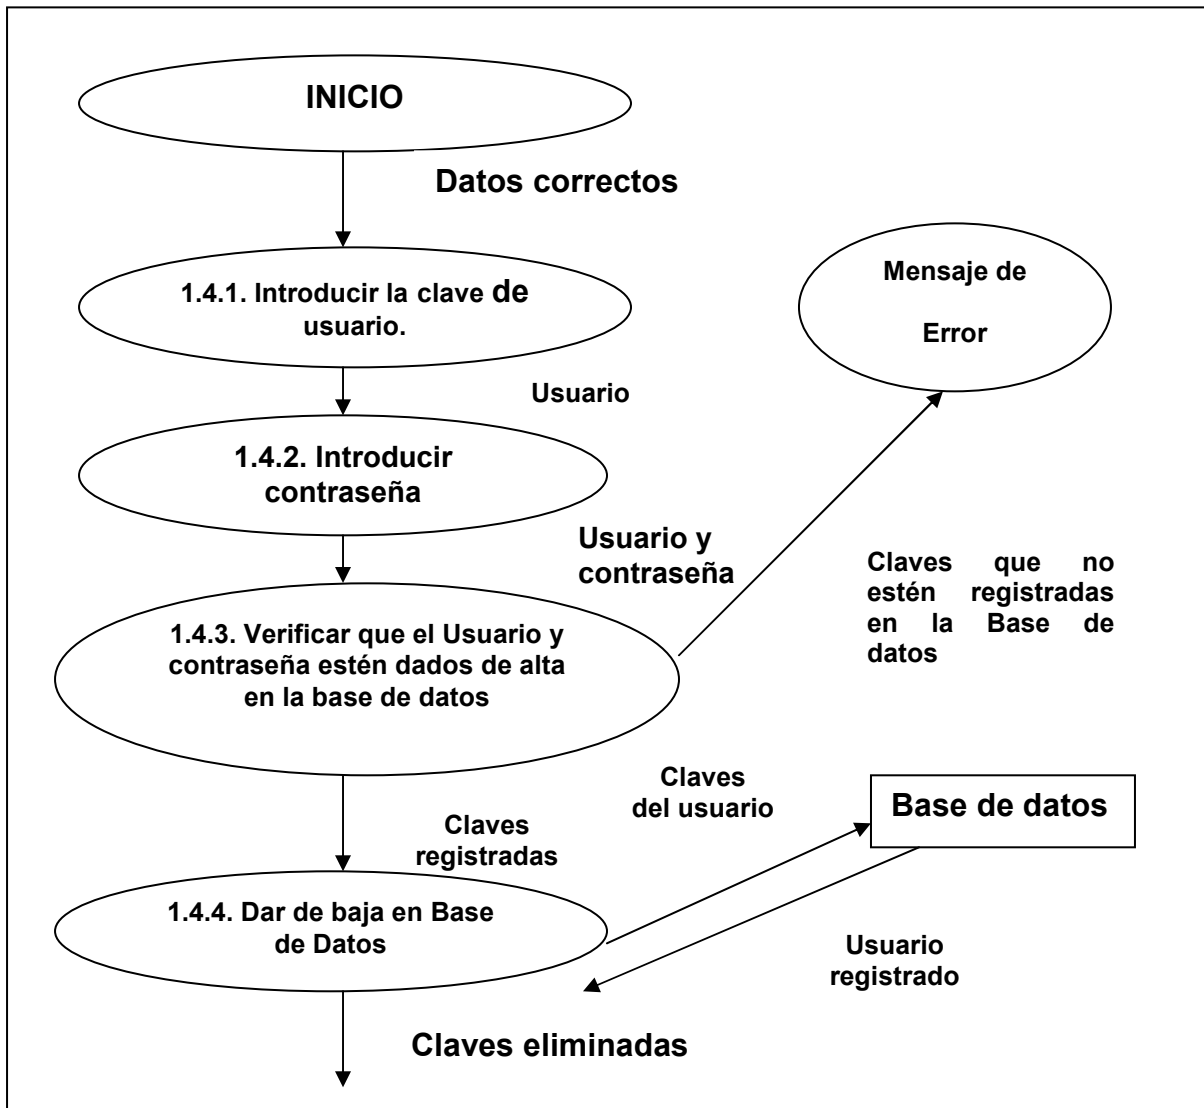 INICIO
Datos correctos
1.4.1. Introducir la clave de
usuario.
Mensaje de
Error
Usuario
1.4.2. Introducir
contraseña
Usuario y
contraseña
Claves que no
estén registradas
en la Base de
datos
1.4.3. Verificar que el Usuario y
contraseña estén dados de alta
en la base de datos
Claves
del usuario
Base de datos
Claves
registradas
1.4.4. Dar de baja en Base
de Datos
Usuario
registrado
Claves eliminadas